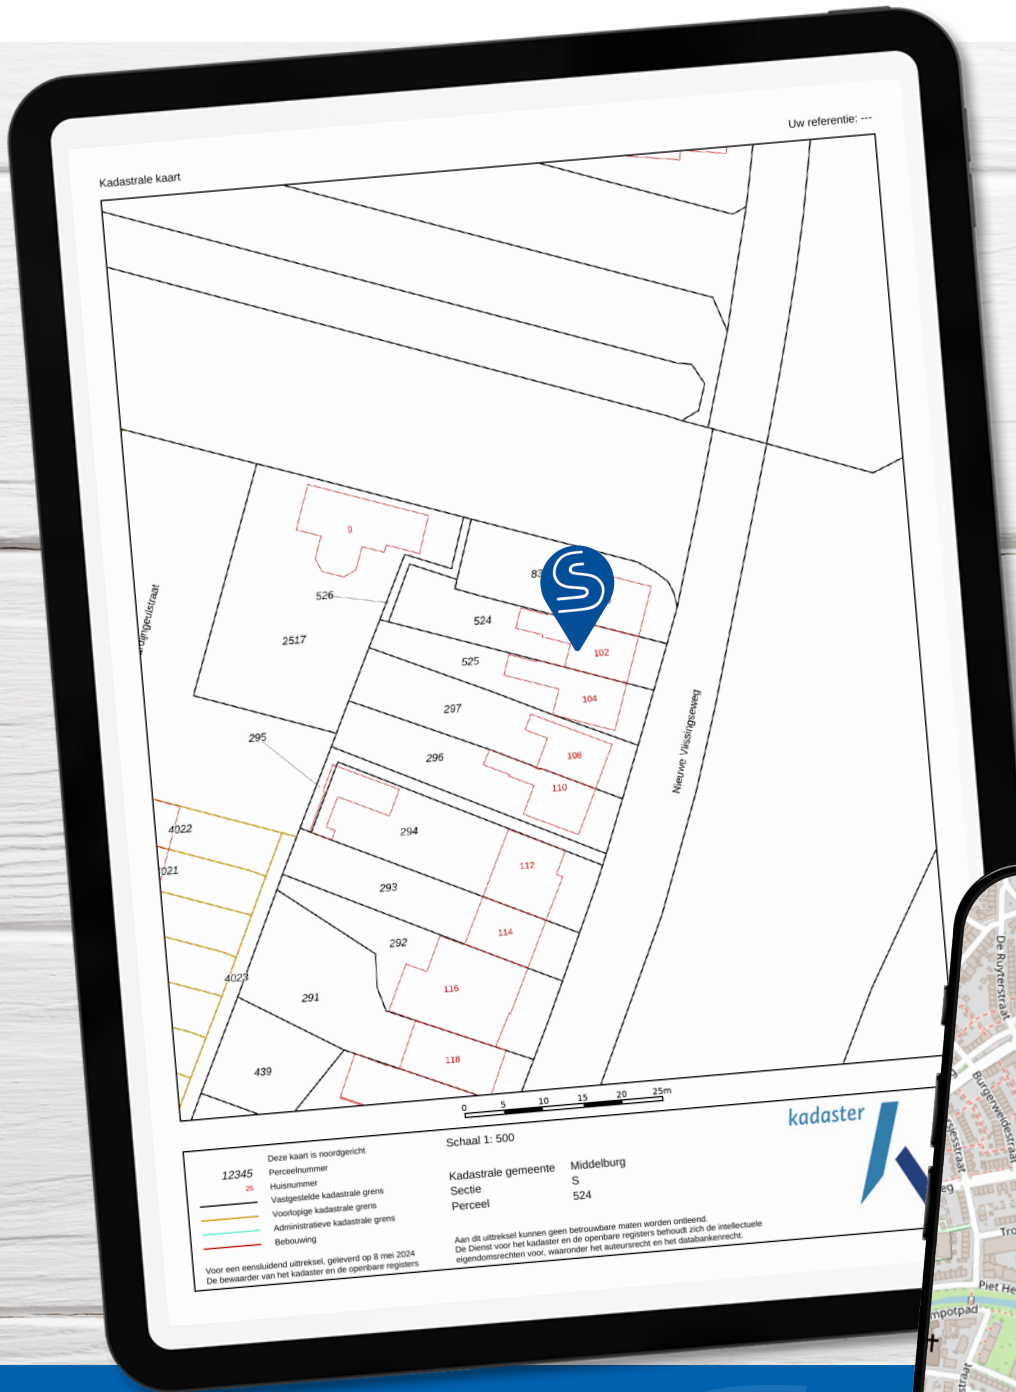 Uw referentie: ---
Kadastrale kaart
9
526
524
102
2517
525
104
297
295
296
108
110
Nieuwe Vlissingseweg
4022
294
112
293
114
292
4023
291
116
118
439
0 5 10 15 20 25m
Schaal 1: 500
kadaster
Deze kaart is noordgericht
12345 Perceelnummer
25 Huisnummer
Vastgestelde kadastrale grens
Voorlopige kadastrale grens
Administratieve kadastrale grens
Bebouwing
Kadastrale gemeente Middelburg
Sectie S
Perceel 524
Voor een eensluidend uittreksel, geleverd op 8 mei 2024
De bewaarder van het kadaster en de openbare registers
Aan dit uittreksel kunnen geen betrouwbare maten worden ontleend.
De Dienst voor het kadaster en de openbare registers behoudt zich de intellectuele
eigendomsrechten voor, waaronder het auteursrecht en het databankenrecht.
De Ruyterstraat
Burgerweidestraat
Piet He